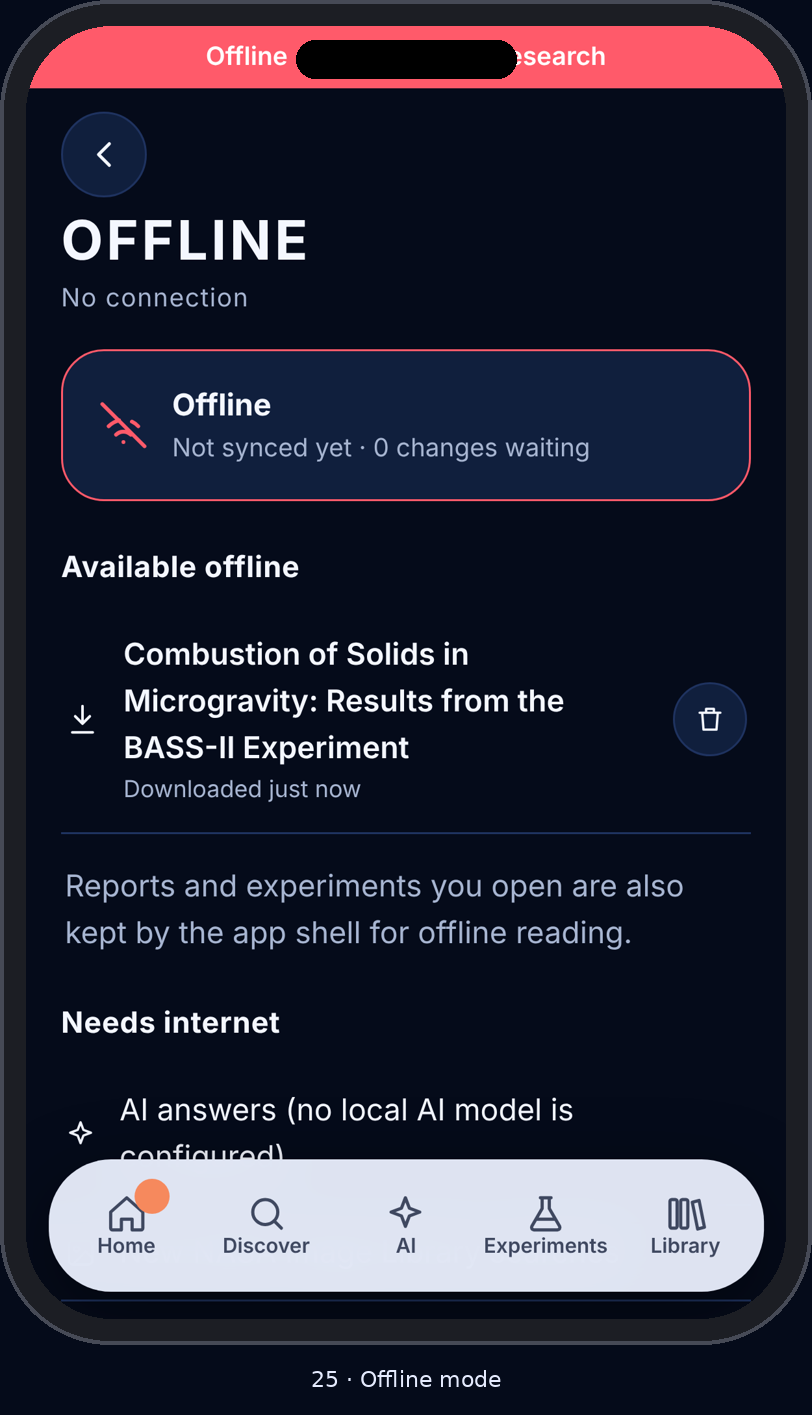 Offline esearch
OFFLINE
No connection
Offline
Not synced yet · 0 changes waiting
Available offline
Combustion of Solids in
Microgravity: Results from the
BASS-II Experiment
Downloaded just now
Reports and experiments you open are also
kept by the app shell for offline reading.
Needs internet
AI answers (no local AI model is
configured)
Home Discover AI Experiments Library
25 · Offline mode